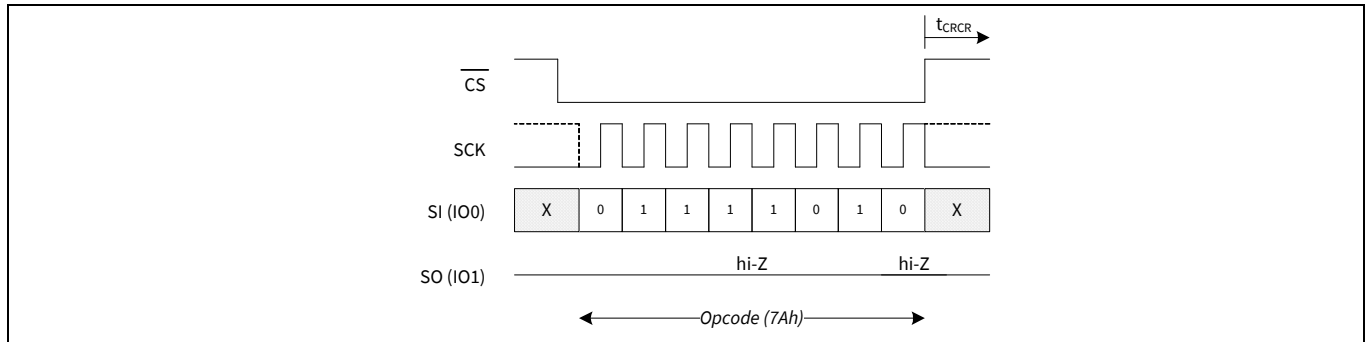 tCRCR
CS
SCK
SI (IO0) X 0 1 1 1 1 0 1 0 X
hi-Z hi-Z
SO (IO1)
Opcode (7Ah)